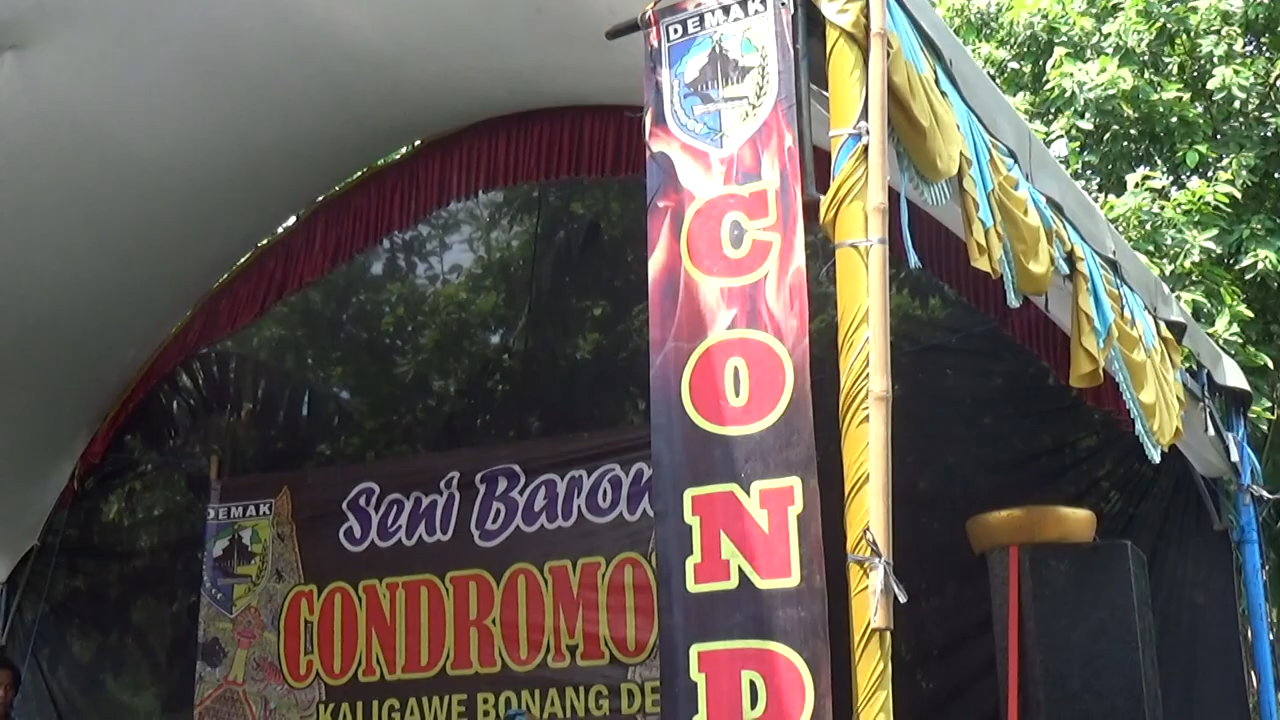 DEMAK
C
O
N
D
DEMAK
Seni Baron
CONDROMO
KALIGAWE BONANG DE